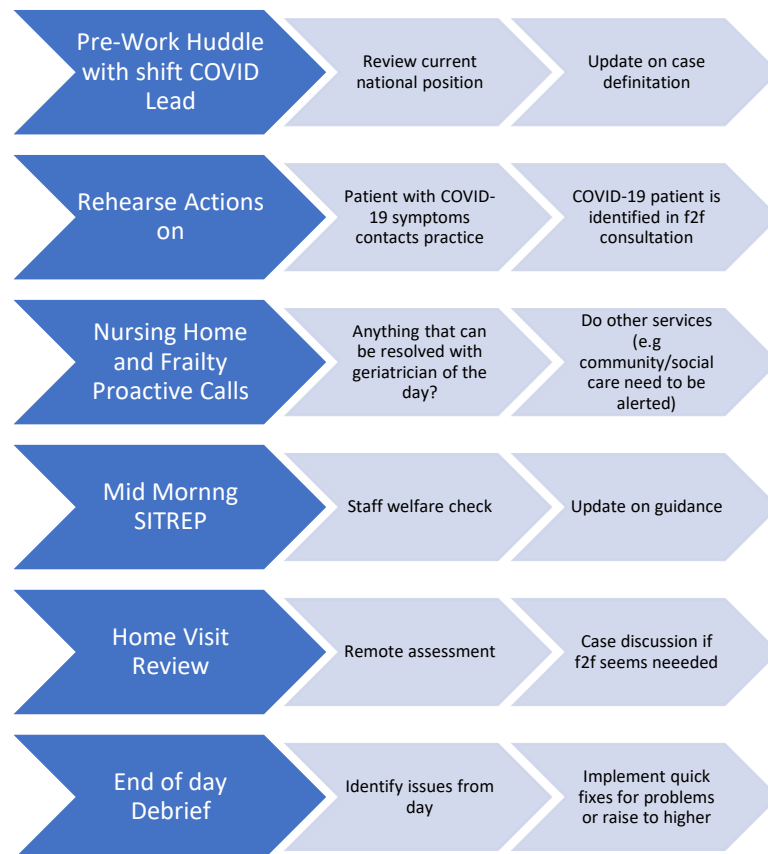 Pre-Work Huddle
with shift COVID
Lead
Review current
national position
Update on case
definitation
Rehearse Actions
on
Patient with COVID-
19 symptoms
contacts practice
COVID-19 patient is
identified in f2f
consultation
Nursing Home
and Frailty
Proactive Calls
Anything that can
be resolved with
geriatrician of the
day?
Do other services
(e.g
community/social
care need to be
alerted)
Mid Mornng
SITREP
Staff welfare check
Update on guidance
Home Visit
Review
Remote assessment
Case discussion if
f2f seems neeeded
End of day
Debrief
Identify issues from
day
Implement quick
fixes for problems
or raise to higher